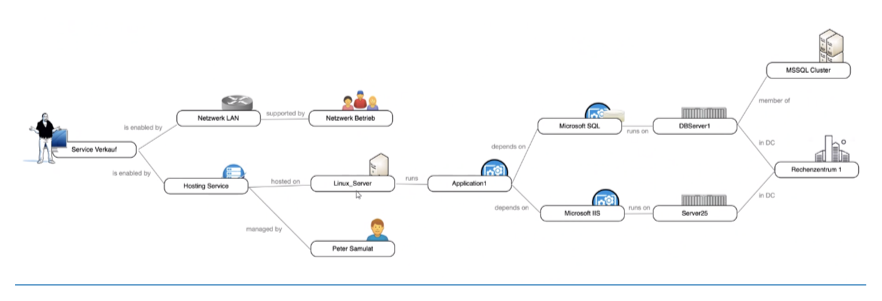 MSSQL Cluster
member of
Netzwerk LAN
supported by
Netzwerk Betrieb
is enabled by
Microsoft SQL
runs on
DBServer1
Service Verkauf
depends on
in DC
is enabled by
Hosting Service
hosted on
Linux_Server
runs
Application1
Rechenzentrum 1
in DC
depends on
Microsoft IIS
runs on
Server25
managed by
Peter Samulat